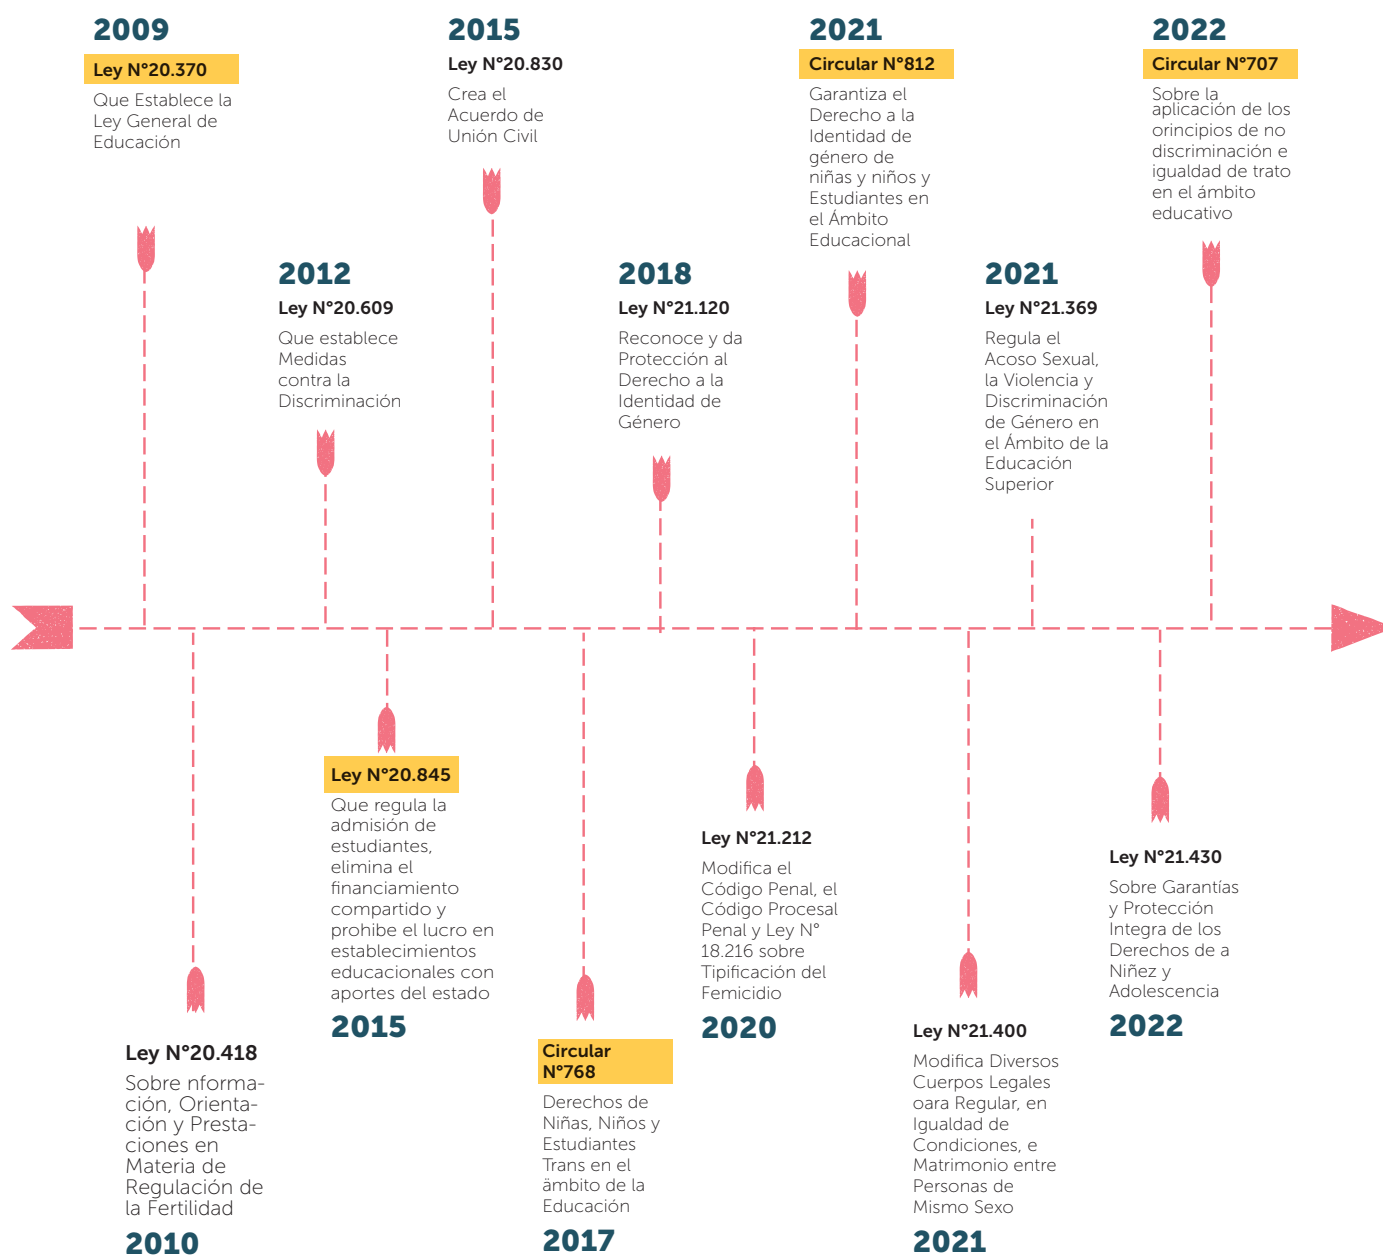 2009
Ley N°20.370
Que Establece la
Ley General de
Educación
2015
Ley N°20.830
Crea el
Acuerdo de
Unión Civil
2021
Circular N°812
Garantiza el
Derecho a la
Identidad de
género de
niñas y niños y
Estudiantes en
el Ámbito
Educacional
2022
Circular N°707
Sobre la
aplicación de los
orincipios de no
discriminación e
igualdad de trato
en el ámbito
educativo
2012
Ley N°20.609
Que establece
Medidas
contra la
Discriminación
2018
Ley N°21.120
Reconoce y da
Protección al
Derecho a la
Identidad de
Género
2021
Ley N°21.369
Regula el
Acoso Sexual,
la Violencia y
Discriminación
de Género en
el Ámbito de la
Educación
Superior
Ley N°20.418
Sobre nforma-
ción, Orienta-
ción y Presta-
ciones en
Materia de
Regulación de
la Fertilidad
2010
Ley N°20.845
Que regula la
admisión de
estudiantes,
elimina el
financiamiento
compartido y
prohibe el lucro en
establecimientos
educacionales con
aportes del estado
2015
Circular
N°768
Derechos de
Niñas, Niños y
Estudiantes
Trans en el
ämbito de la
Educación
2017
Ley N°21.212
Modifica el
Código Penal, el
Código Procesal
Penal y Ley N°
18.216 sobre
Tipificación del
Femicidio
2020
Ley N°21.400
Modifica Diversos
Cuerpos Legales
oara Regular, en
Igualdad de
Condiciones, e
Matrimonio entre
Personas de
Mismo Sexo
2021
Ley N°21.430
Sobre Garantías
y Protección
Integra de los
Derechos de a
Niñez y
Adolescencia
2022